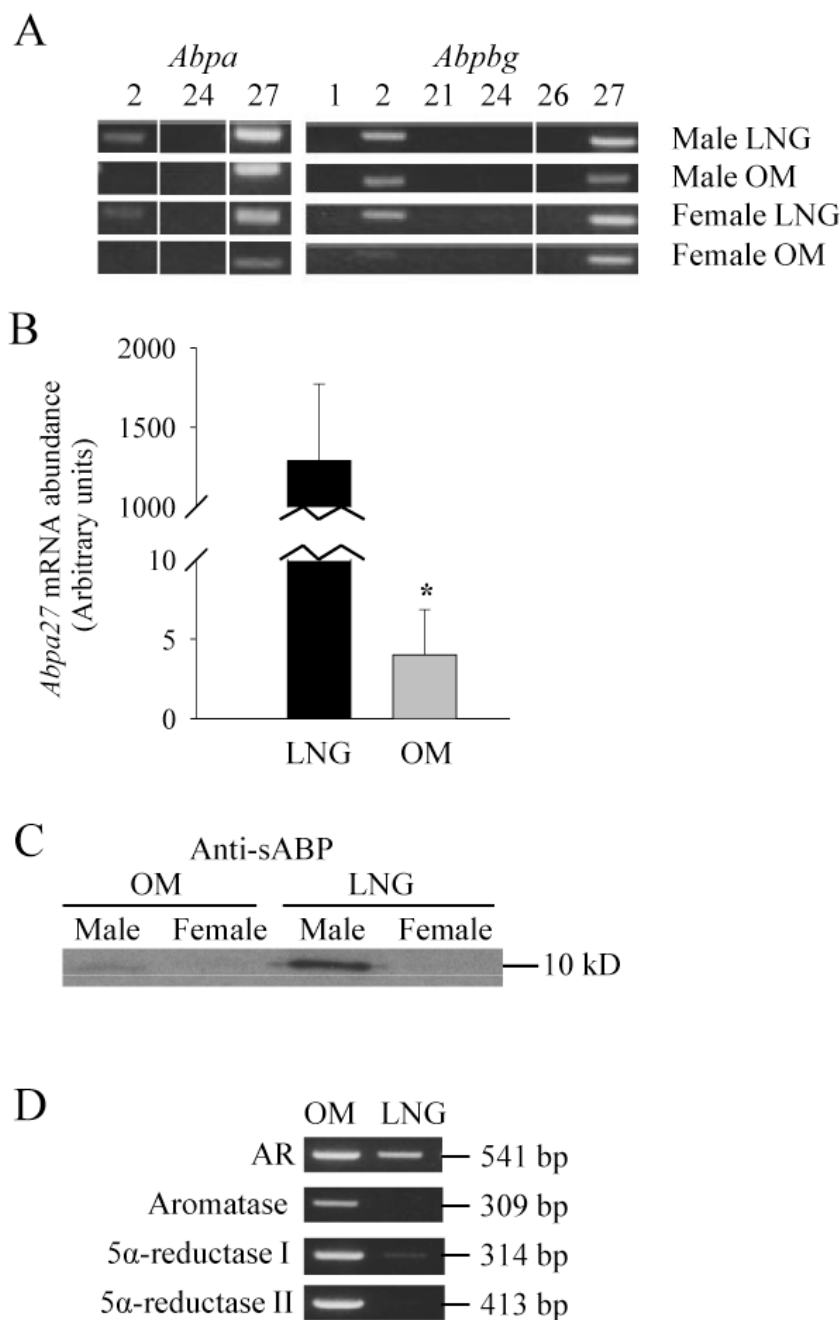 A
Abpa Abpbg
2 24 27 1 2 21 24 26 27
Male LNG
Male OM
Female LNG
Female OM
B
Abpa27 mRNA abundance
(Arbitrary units)
2000
1500
1000
10
5
0
*
LNG OM
C
Anti-sABP
OM LNG
Male Female Male Female
10 kD
D
OM LNG
AR 541 bp
Aromatase 309 bp
5α-reductase I 314 bp
5α-reductase II 413 bp